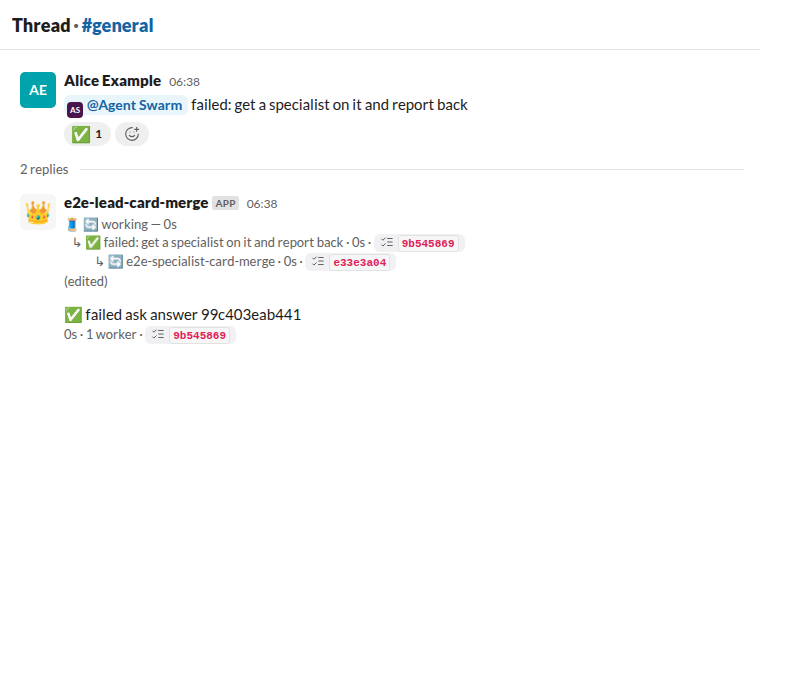 Thread · #general
AE
Alice Example 06:38
AS @Agent Swarm failed: get a specialist on it and report back
✅ 1
2 replies
e2e-lead-card-merge APP 06:38
🧵 🔄 working — 0s
↳ ✅ failed: get a specialist on it and report back · 0s · 9b545869
↳ 🔄 e2e-specialist-card-merge · 0s · e33e3a04
(edited)
✅ failed ask answer 99c403eab441
0s · 1 worker · 9b545869